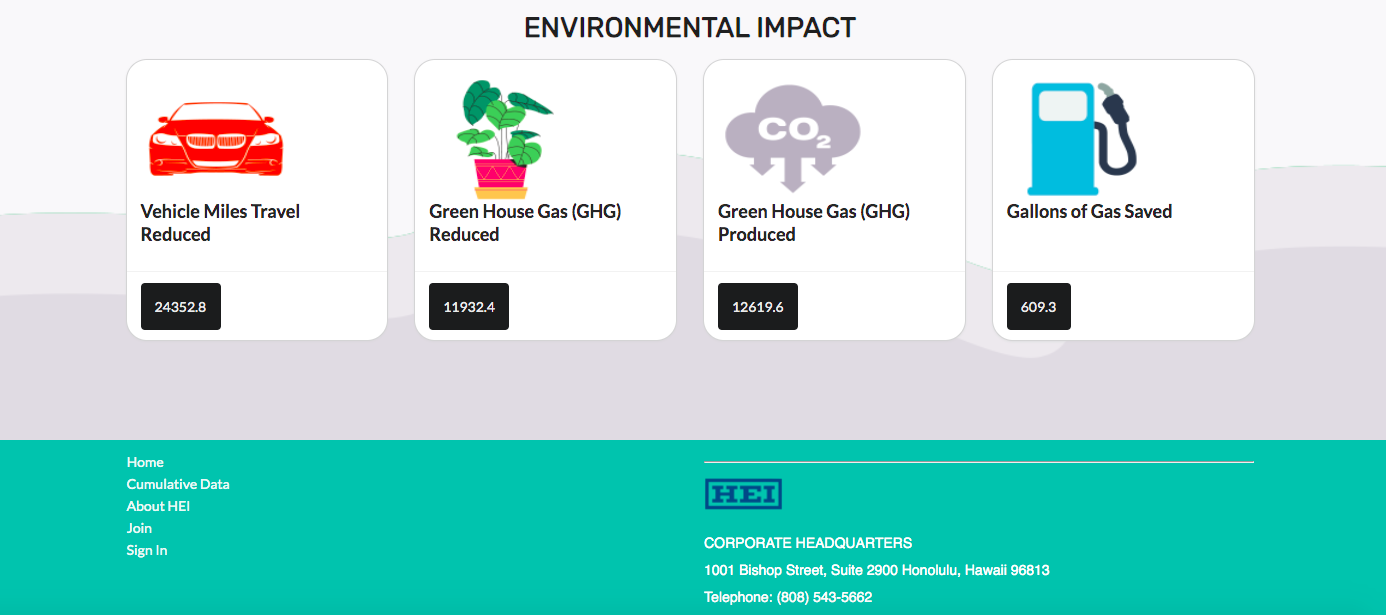 ENVIRONMENTAL IMPACT
Vehicle Miles Travel
Reduced
24352.8
Green House Gas (GHG)
Reduced
11932.4
CO2
Green House Gas (GHG)
Produced
12619.6
Gallons of Gas Saved
609.3
Home
Cumulative Data
About HEI
Join
Sign In
HEI
CORPORATE HEADQUARTERS
1001 Bishop Street, Suite 2900 Honolulu, Hawaii 96813
Telephone: (808) 543-5662